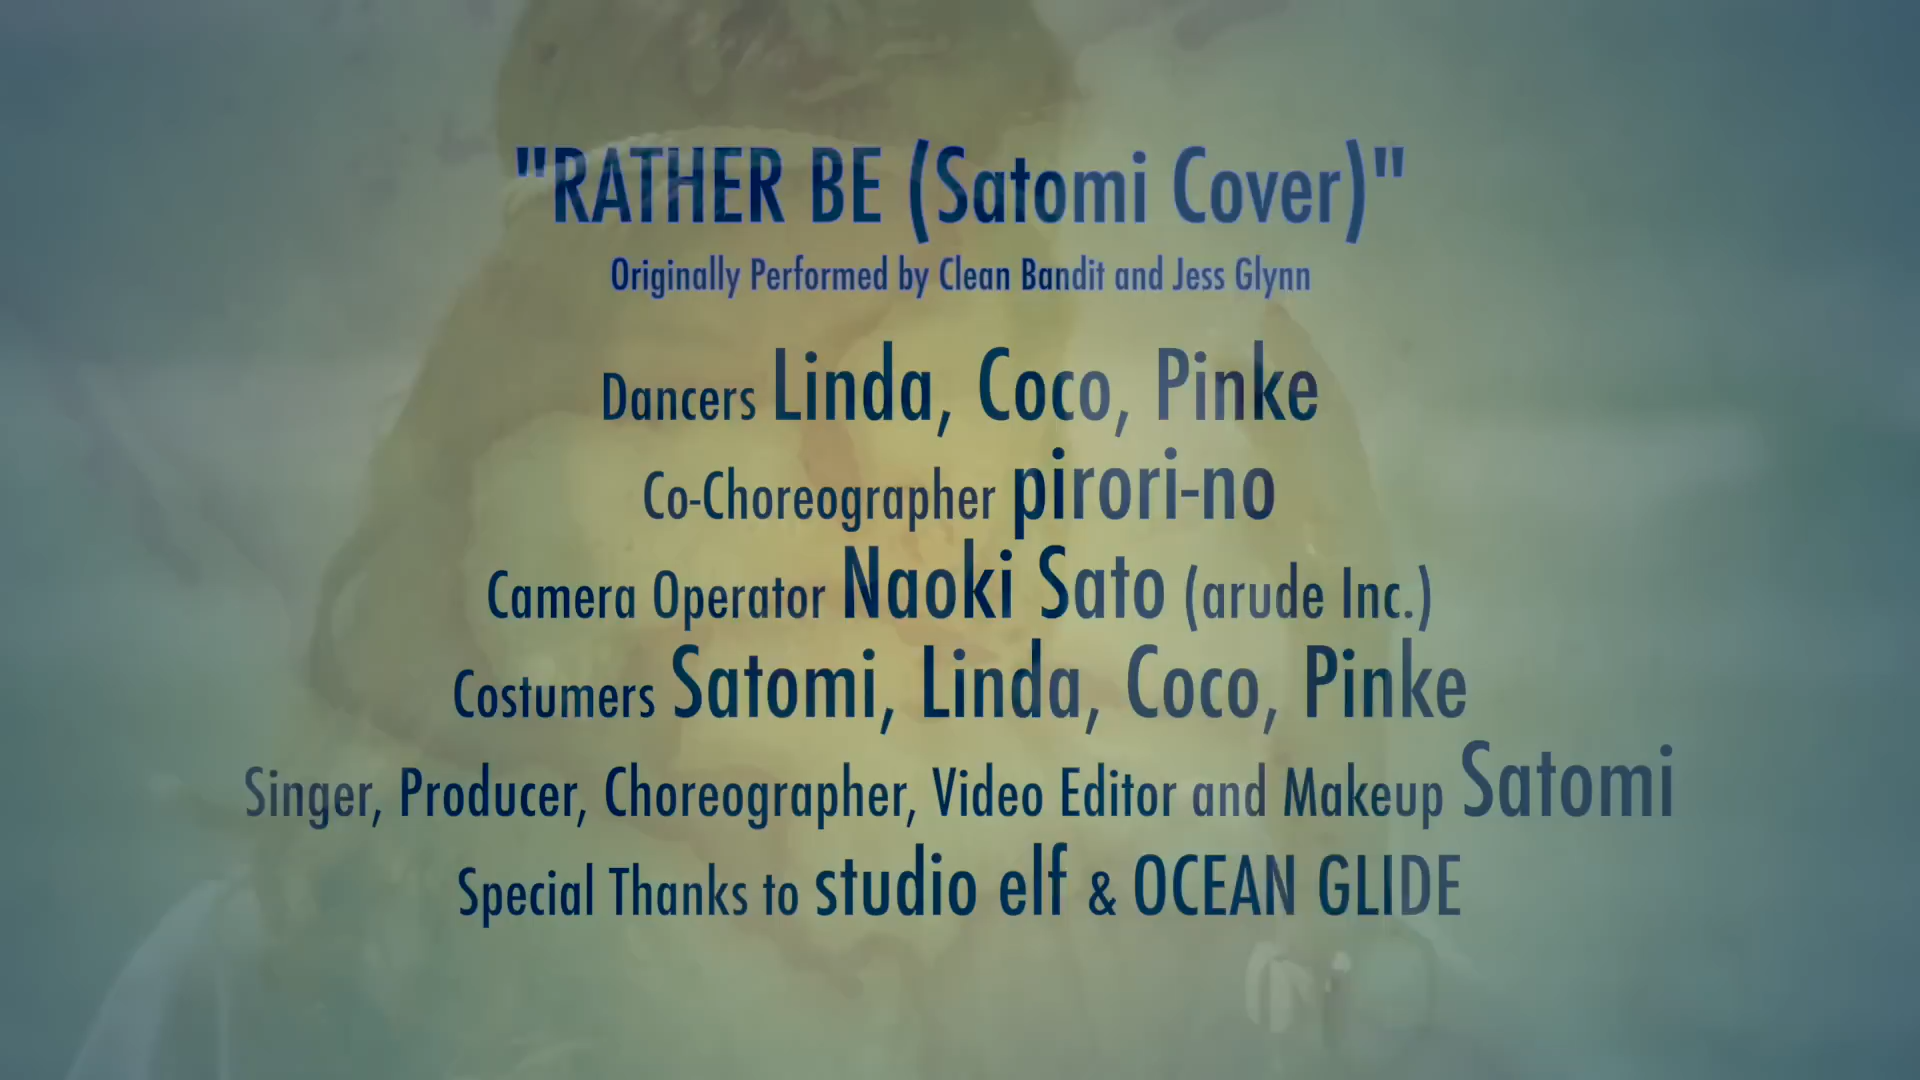 "RATHER BE (Satomi Cover)"
Originally Performed by Clean Bandit and Jess Glynn
Dancers Linda, Coco, Pinke
Co-Choreographer pirori-no
Camera Operator Naoki Sato (arude Inc.)
Costumers Satomi, Linda, Coco, Pinke
Singer, Producer, Choreographer, Video Editor and Makeup Satomi
Special Thanks to studio elf & OCEAN GLIDE